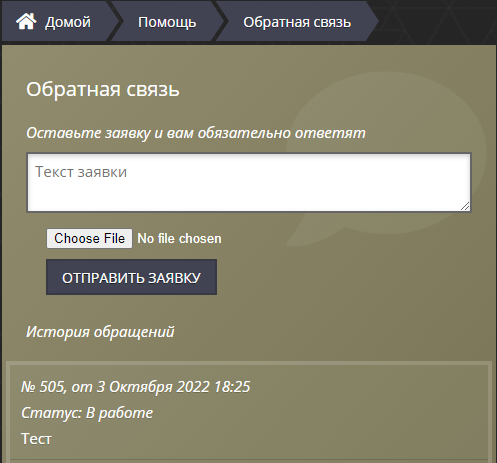 Домой Помощь Обратная связь
Обратная связь
Оставьте заявку и вам обязательно ответят
Текст заявки
Choose File No file chosen
ОТПРАВИТЬ ЗАЯВКУ
История обращений
№ 505, от 3 Октября 2022 18:25
Статус: В работе
Тест